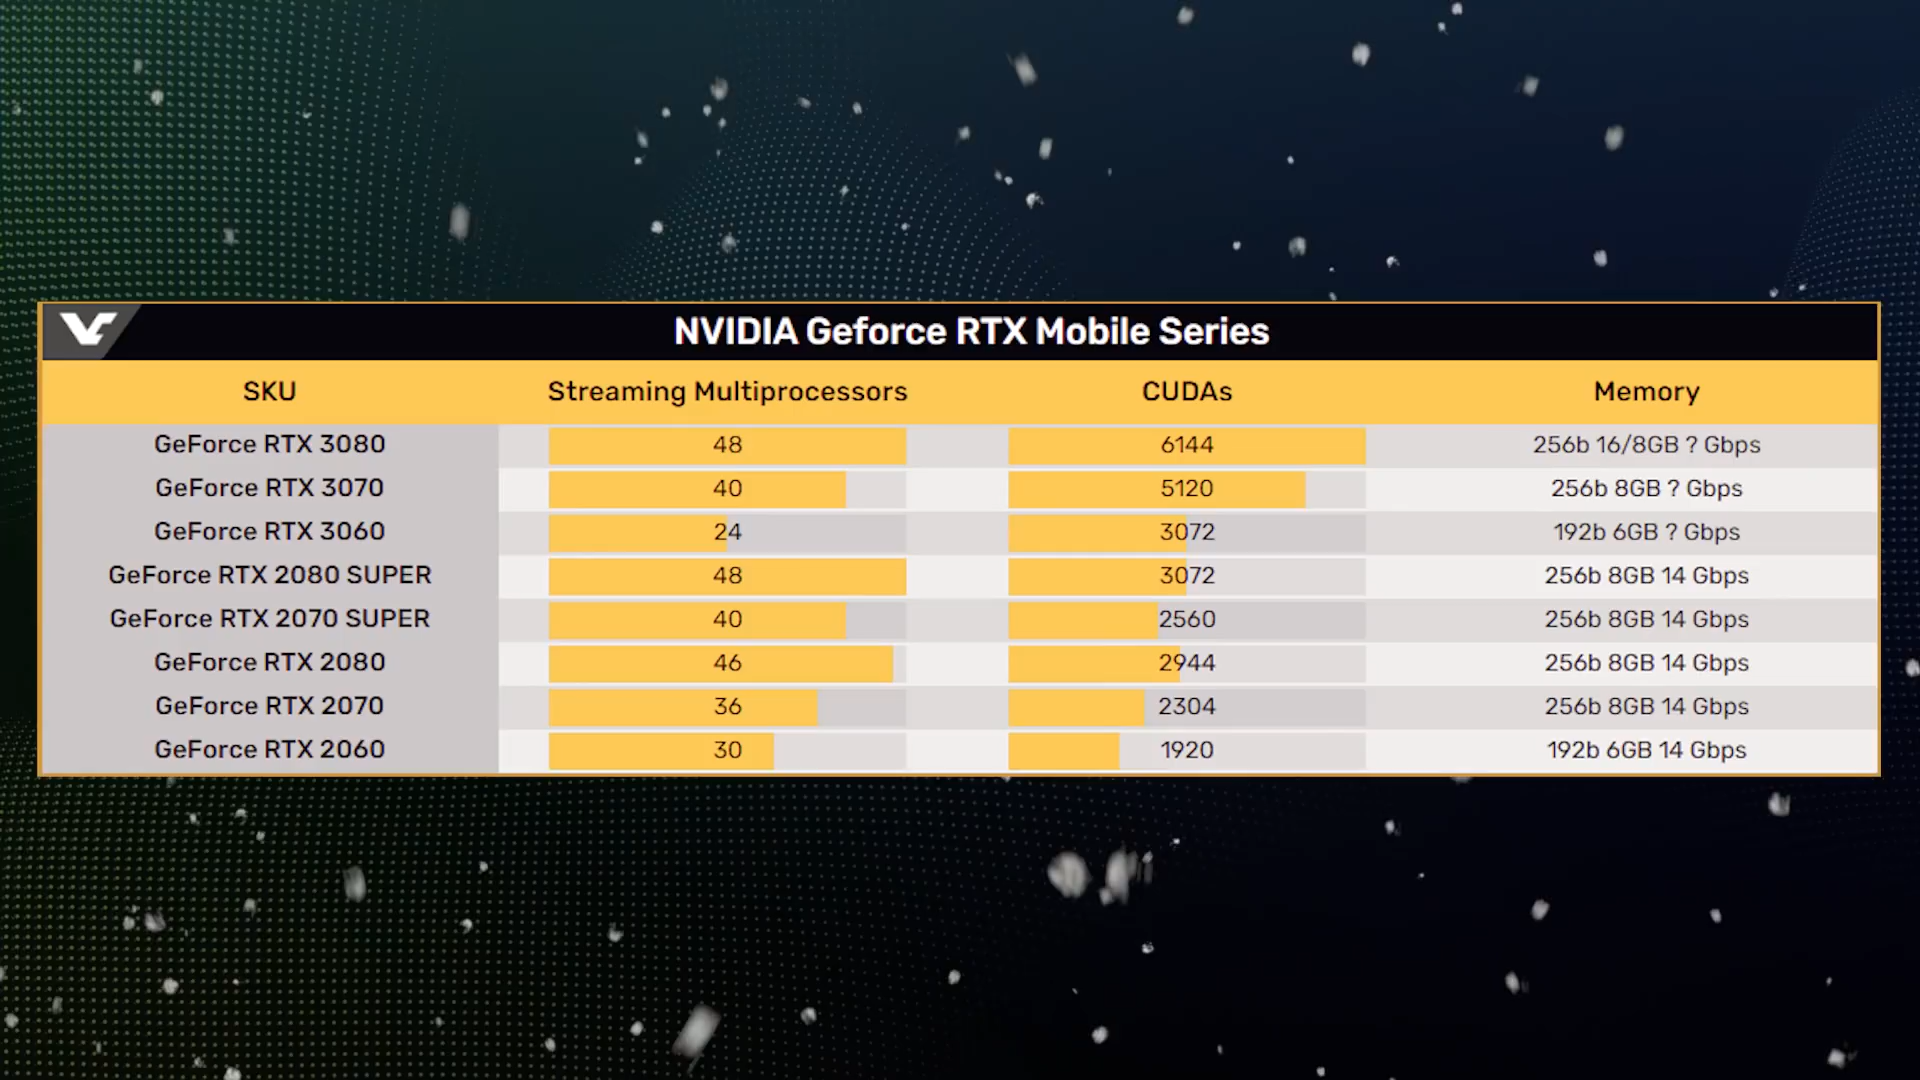 NVIDIA Geforce RTX Mobile Series
SKU Streaming Multiprocessors CUDAs Memory
GeForce RTX 3080 48 6144 256b 16/8GB ? Gbps
GeForce RTX 3070 40 5120 256b 8GB ? Gbps
GeForce RTX 3060 24 3072 192b 6GB ? Gbps
GeForce RTX 2080 SUPER 48 3072 256b 8GB 14 Gbps
GeForce RTX 2070 SUPER 40 2560 256b 8GB 14 Gbps
GeForce RTX 2080 46 2944 256b 8GB 14 Gbps
GeForce RTX 2070 36 2304 256b 8GB 14 Gbps
GeForce RTX 2060 30 1920 192b 6GB 14 Gbps